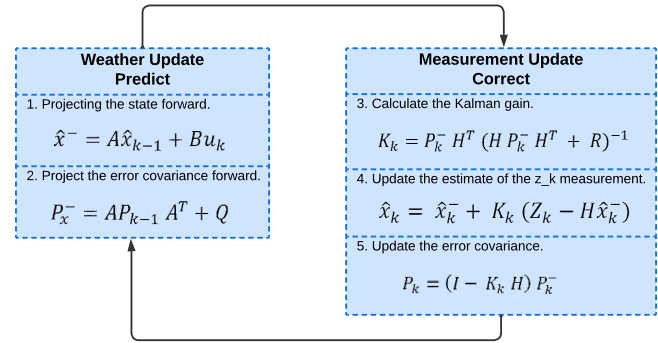 Weather Update
Predict
1. Projecting the state forward.
x̂⁻ = Ax̂ₖ₋₁ + Buₖ
2. Project the error covariance forward.
Pₓ⁻ = APₖ₋₁ Aᵀ + Q
Measurement Update
Correct
3. Calculate the Kalman gain.
Kₖ = Pₖ⁻ Hᵀ (H Pₖ⁻ Hᵀ + R)⁻¹
4. Update the estimate of the z_k measurement.
x̂ₖ = x̂ₖ⁻ + Kₖ (Zₖ − Hx̂ₖ⁻)
5. Update the error covariance.
Pₖ = (I − Kₖ H) Pₖ⁻